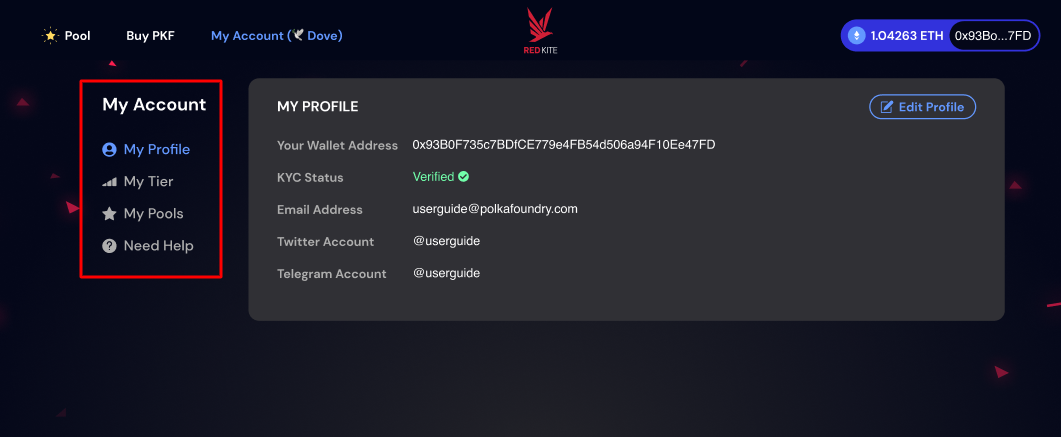 Pool Buy PKF My Account (🕊 Dove)
REDKITE
1.04263 ETH 0x93Bo...7FD
My Account
My Profile
My Tier
My Pools
Need Help
MY PROFILE
Edit Profile
Your Wallet Address 0x93B0F735c7BDfCE779e4FB54d506a94F10Ee47FD
KYC Status Verified
Email Address userguide@polkafoundry.com
Twitter Account @userguide
Telegram Account @userguide